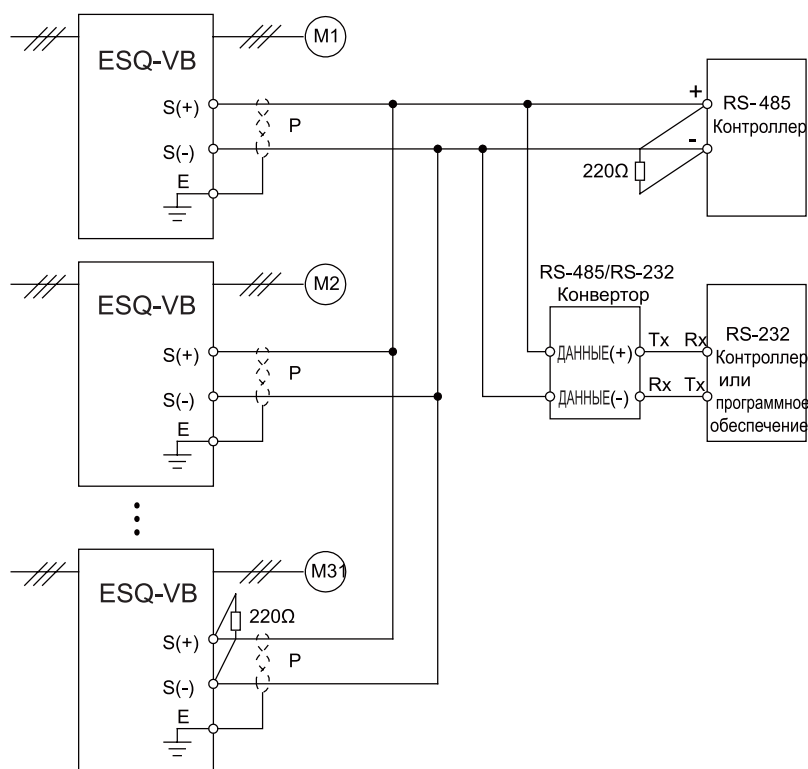 ESQ-VB
M1
S(+)
P
S(-)
E
+
RS-485
Контроллер
-
220Ω
ESQ-VB
M2
S(+)
P
S(-)
E
RS-485/RS-232
Конвертор
ДАННЫЕ(+)
Tx
Rx
ДАННЫЕ(-)
Rx
Tx
RS-232
Контроллер
или
программное
обеспечение
ESQ-VB
M31
220Ω
S(+)
P
S(-)
E